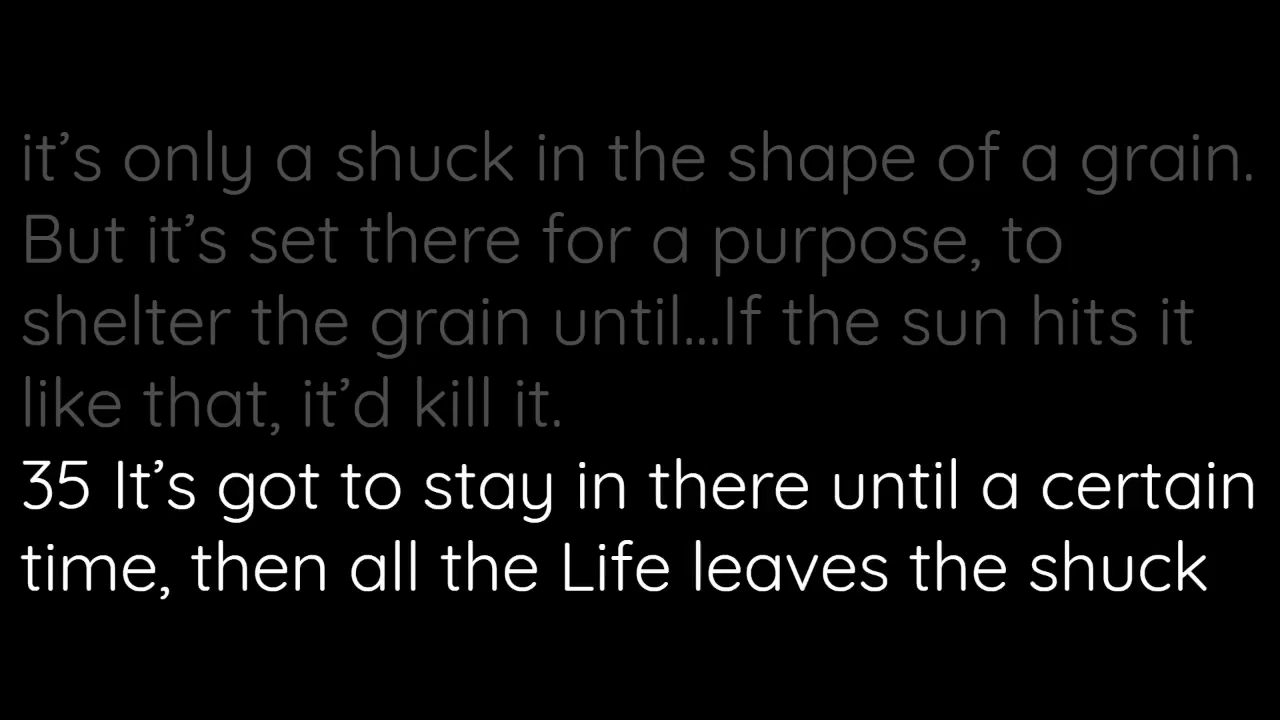 it’s only a shuck in the shape of a grain.
But it’s set there for a purpose, to
shelter the grain until...If the sun hits it
like that, it’d kill it.
35 It’s got to stay in there until a certain
time, then all the Life leaves the shuck